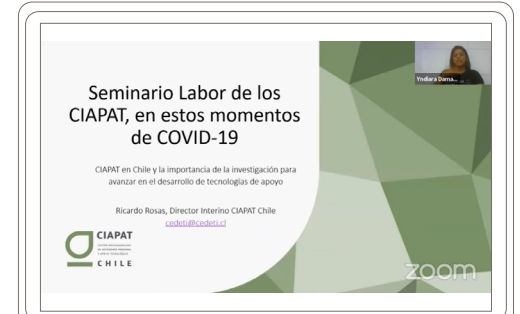 Seminario Labor de los
CIAPAT, en estos momentos
de COVID-19
CIAPAT en Chile y la importancia de la investigación para
avanzar en el desarrollo de tecnologías de apoyo
Ricardo Rosas, Director Interino CIAPAT Chile
cedeti@cedeti.cl
CIAPAT
CHILE
Yndiara Dama...
zoom